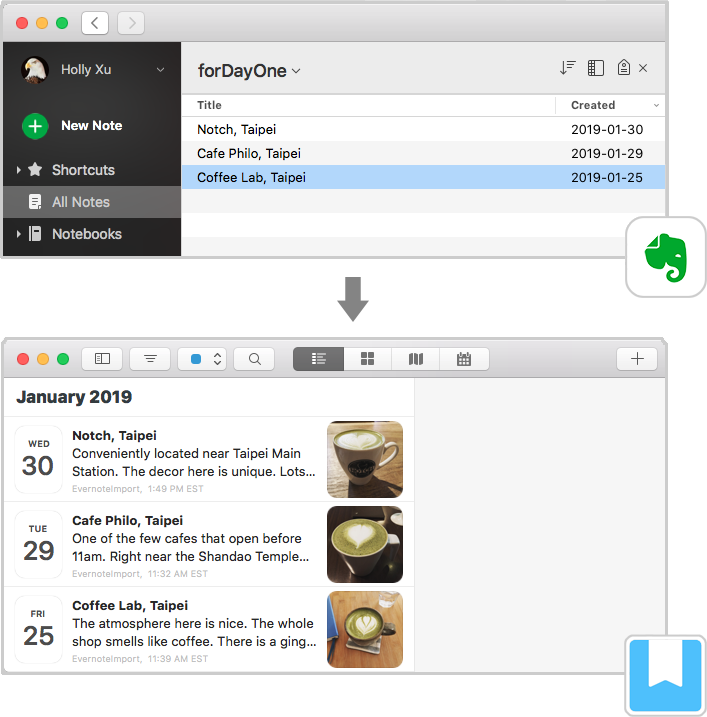 Holly Xu
forDayOne
Title Created
New Note
Notch, Taipei 2019-01-30
Cafe Philo, Taipei 2019-01-29
Shortcuts
Coffee Lab, Taipei 2019-01-25
All Notes
Notebooks
January 2019
WED
30
Notch, Taipei
Conveniently located near Taipei Main
Station. The decor here is unique. Lots...
EvernoteImport, 1:49 PM EST
TUE
29
Cafe Philo, Taipei
One of the few cafes that open before
11am. Right near the Shandao Temple...
EvernoteImport, 11:32 AM EST
FRI
25
Coffee Lab, Taipei
The atmosphere here is nice. The whole
shop smells like coffee. There is a ging...
EvernoteImport, 11:39 AM EST